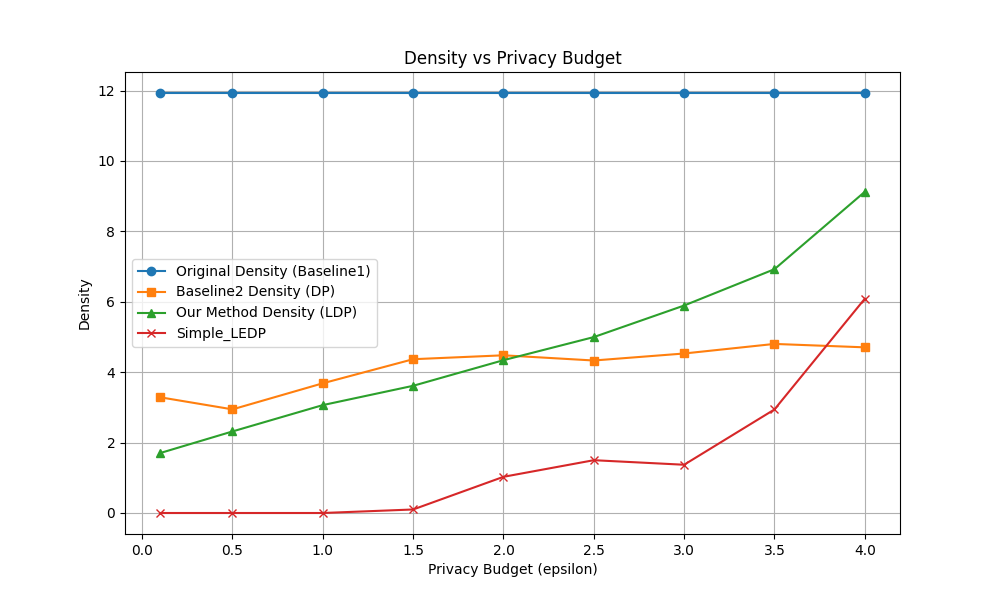 Density vs Privacy Budget
12
10
8
6
4
2
0
Density
Original Density (Baseline1)
Baseline2 Density (DP)
Our Method Density (LDP)
Simple_LEDP
0.0 0.5 1.0 1.5 2.0 2.5 3.0 3.5 4.0
Privacy Budget (epsilon)